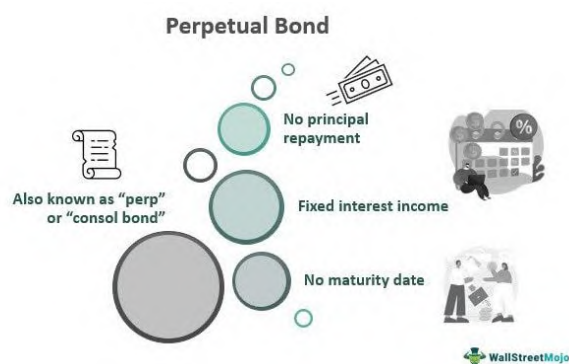 Perpetual Bond
No principal
repayment
%
Also known as “perp”
or “consol bond”
Fixed interest income
No maturity date
WallStreetMojo